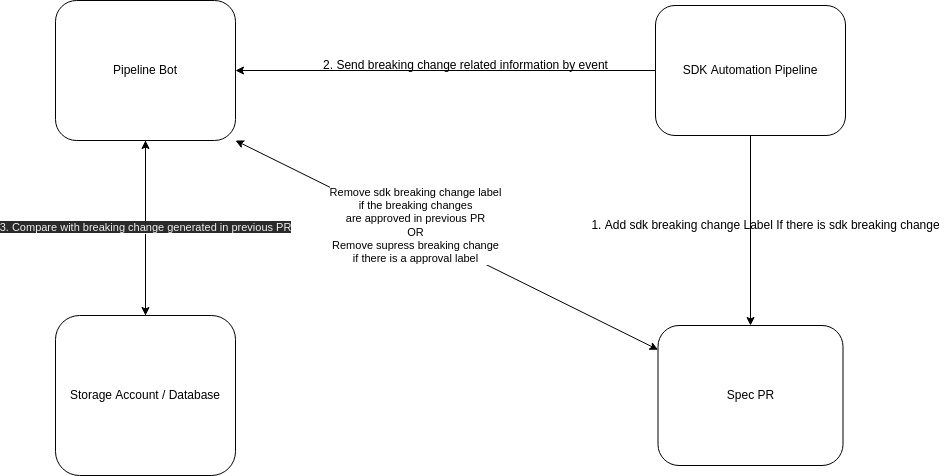 Pipeline Bot
2. Send breaking change related information by event
SDK Automation Pipeline
Remove sdk breaking change label
if the breaking changes
are approved in previous PR
OR
Remove supress breaking change
if there is a approval label
3. Compare with breaking change generated in previous PR
1. Add sdk breaking change Label If there is sdk breaking change
Storage Account / Database
Spec PR